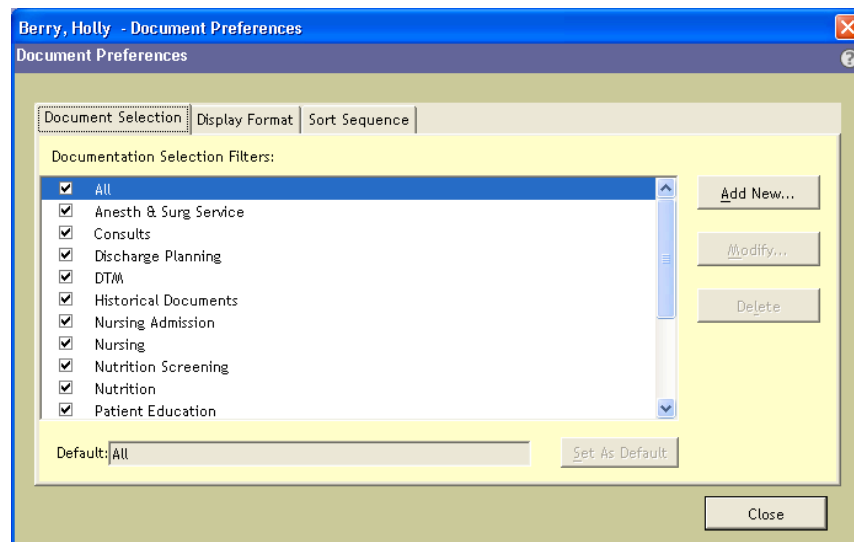 Berry, Holly - Document Preferences
Document Preferences
Document Selection Display Format Sort Sequence
Documentation Selection Filters:
All
Anesth & Surg Service
Consults
Discharge Planning
DTM
Historical Documents
Nursing Admission
Nursing
Nutrition Screening
Nutrition
Patient Education
Add New...
Modify...
Delete
Default: All
Set As Default
Close